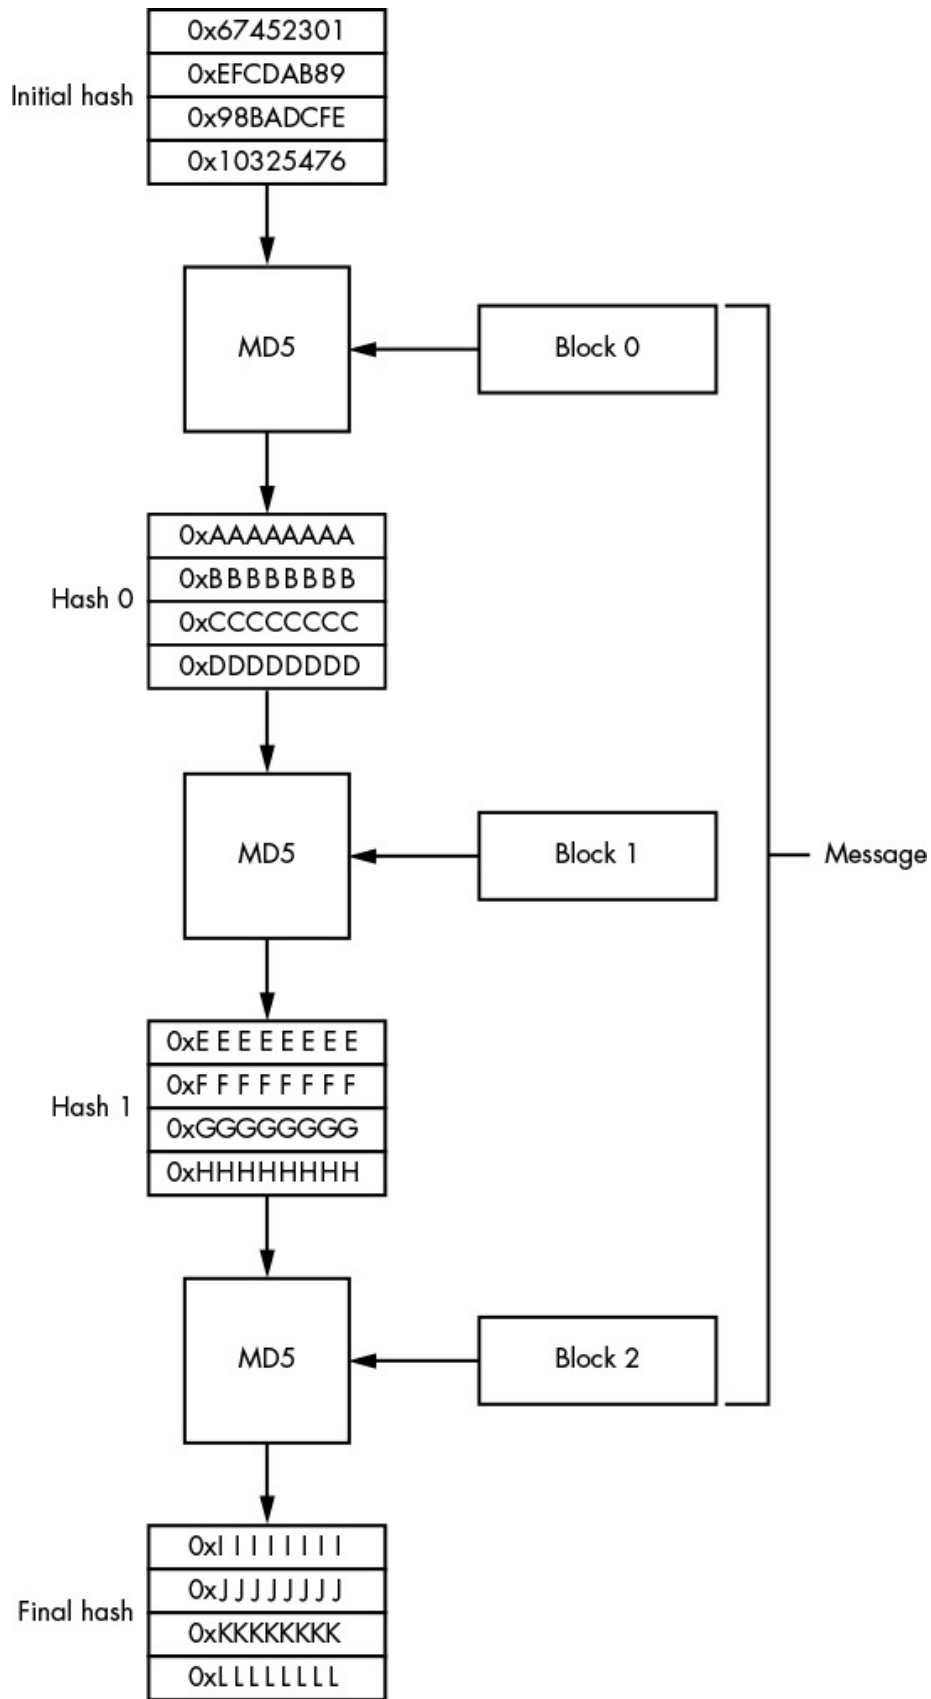 0x67452301
0xEFCDAB89
Initial hash
0x98BADCFE
0x10325476
MD5
Block 0
0xAAAAAAAA
0xBBBBBBBB
Hash 0
0xCCCCCCCC
0xDDDDDDDD
MD5
Block 1
Message
0xEEEEEEEE
0xFFFFFFFF
Hash 1
0xGGGGGGGG
0xHHHHHHHH
MD5
Block 2
0xIIIIIIII
0xJJJJJJJJ
Final hash
0xKKKKKKKK
0xLLLLLLLL